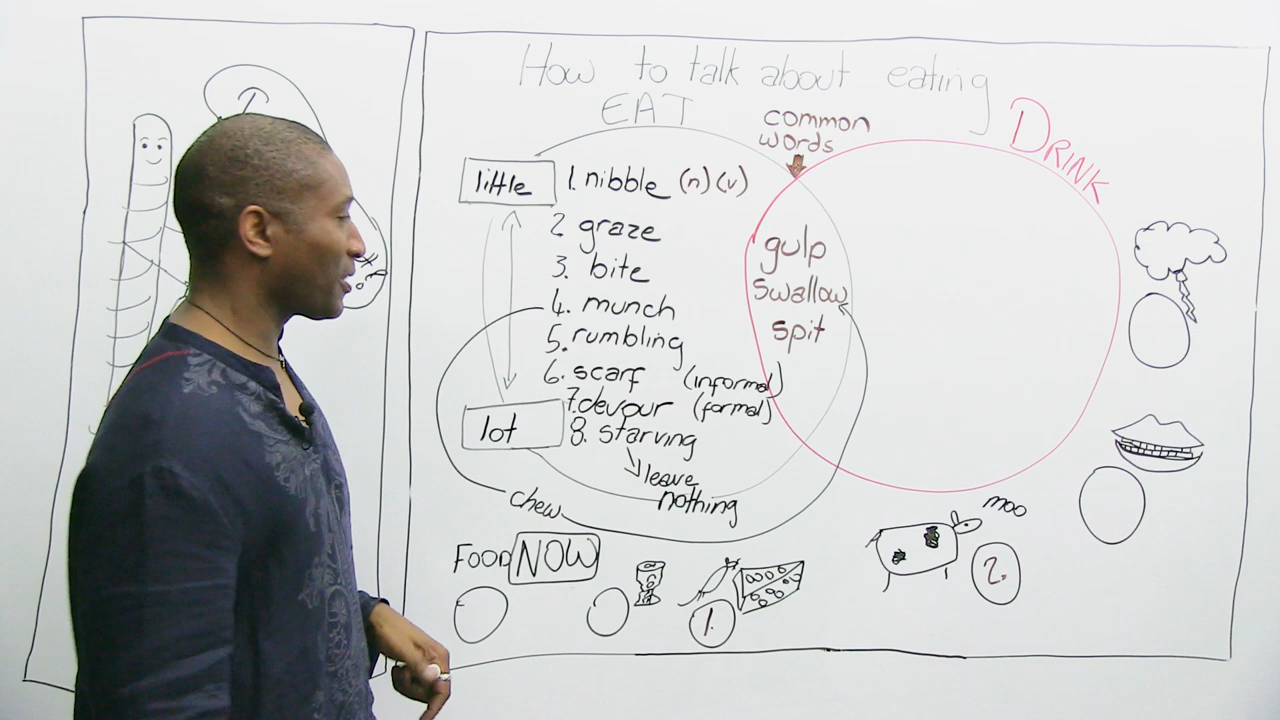 How to talk about eating
EAT
common
words
DRINK
little
1. nibble (n) (v)
2 graze
3. bite
4. munch
5. rumbling
6. scarf (informal)
7. devour (formal)
8. starving
leave
nothing
lot
chew
gulp
swallow
spit
FOOD NOW
1.
moo
2.